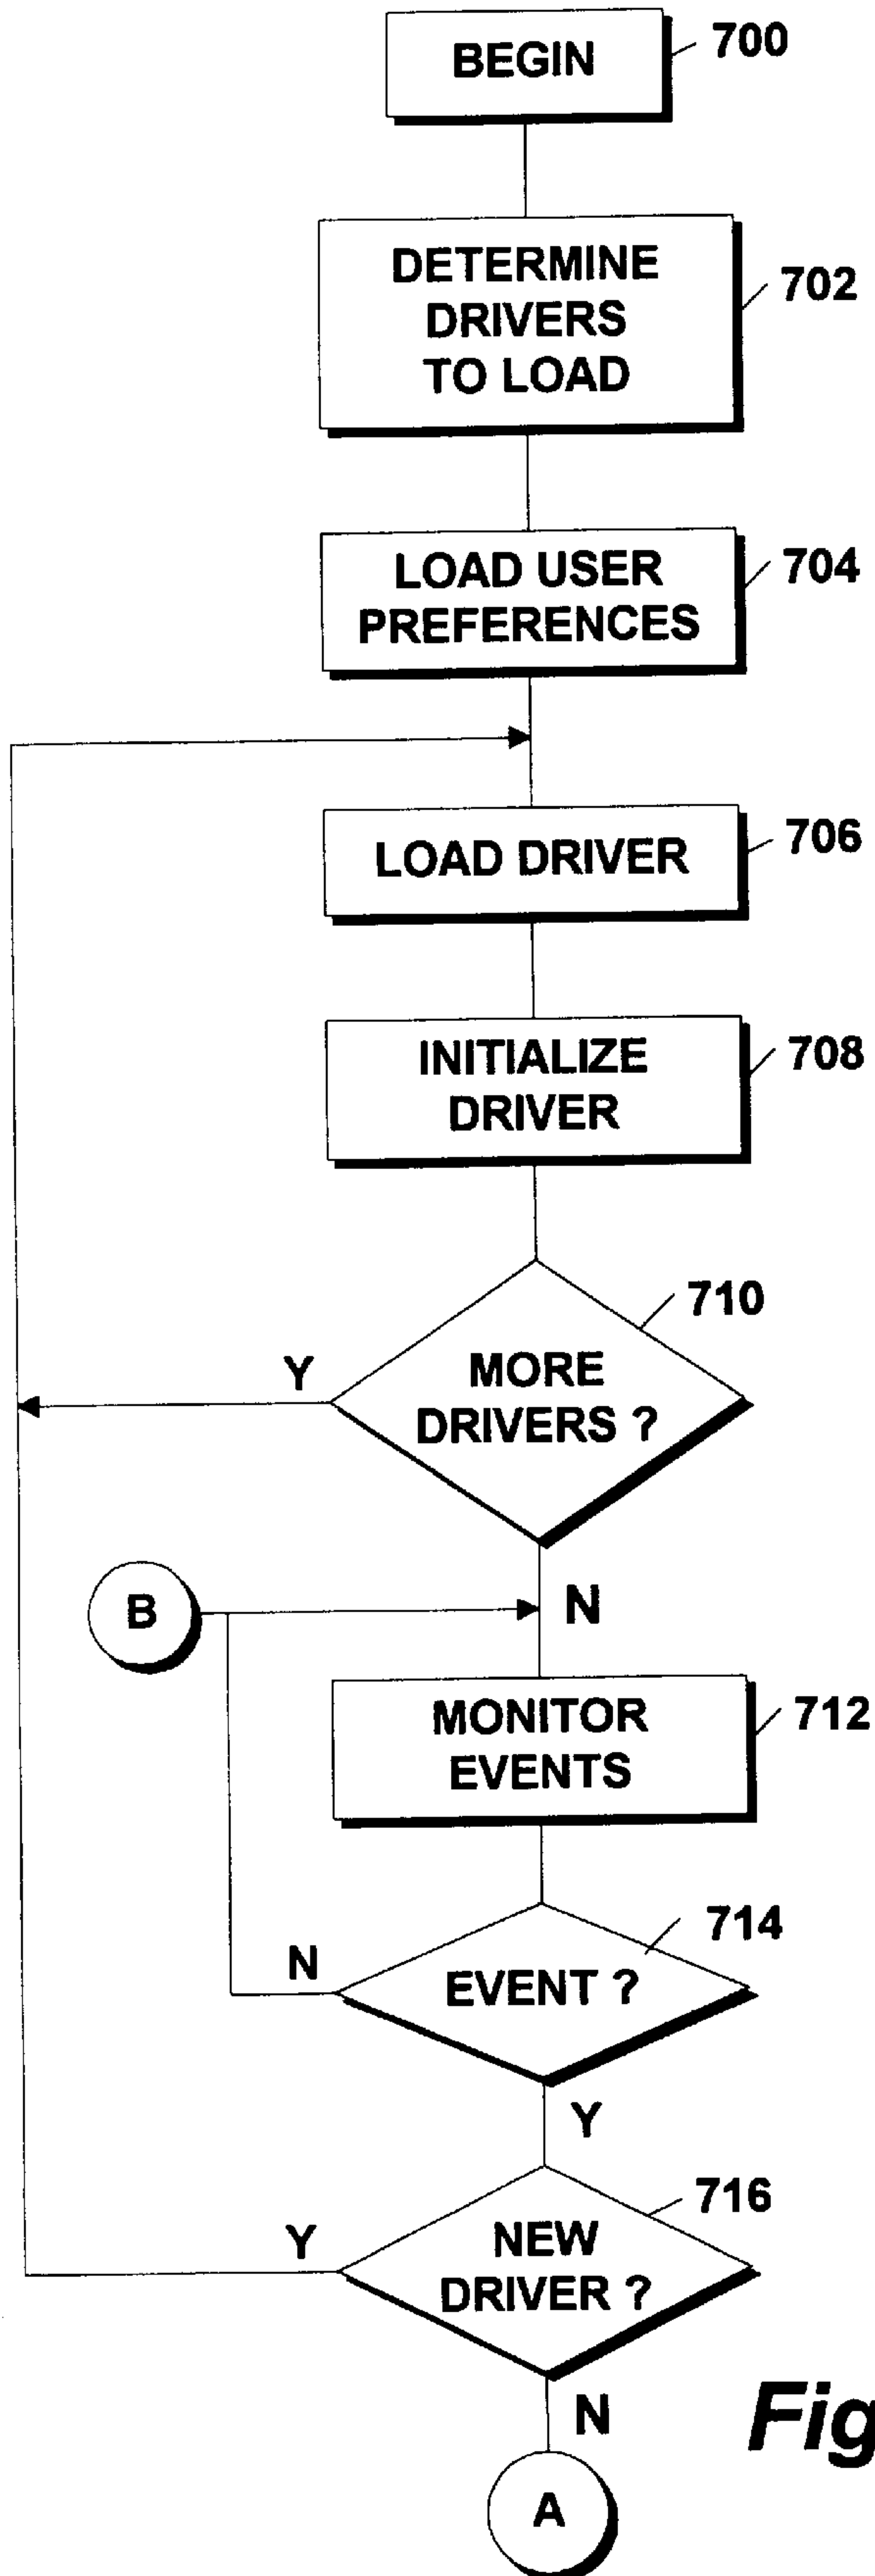 BEGIN
700
DETERMINE
DRIVERS
TO LOAD
702
LOAD USER
PREFERENCES
704
LOAD DRIVER
706
INITIALIZE
DRIVER
708
710
Y
MORE
DRIVERS ?
B
N
MONITOR
EVENTS
712
714
N
EVENT ?
Y
716
Y
NEW
DRIVER ?
N
Fig
A